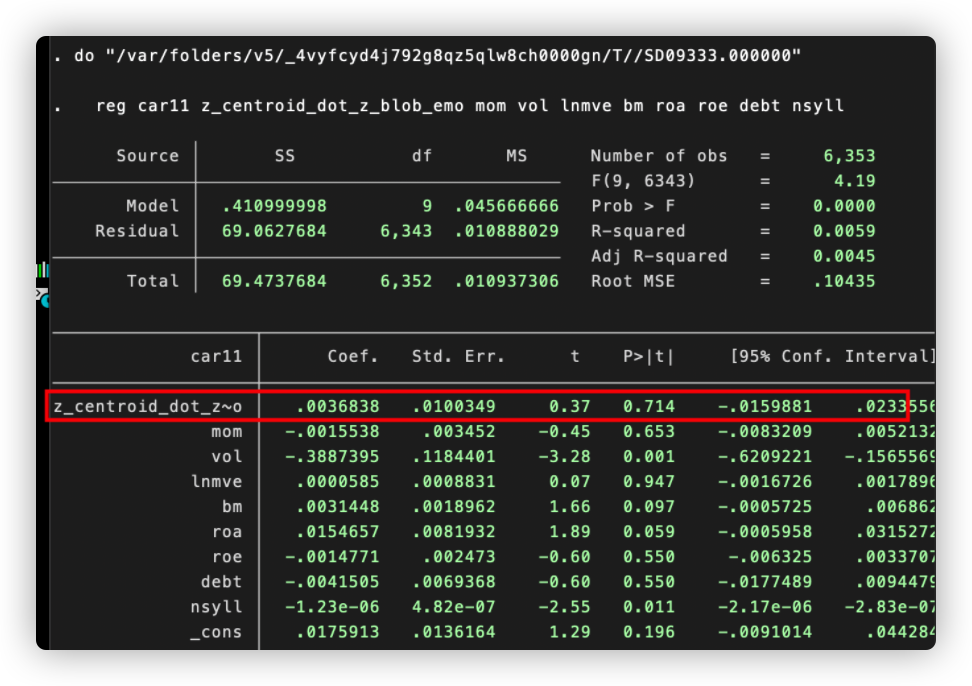 . do "/var/folders/v5/_4vyfcyd4j792g8qz5qlw8ch0000gn/T//SD09333.000000"
.   reg car11 z_centroid_dot_z_blob_emo mom vol lnmve bm roa roe debt nsyll
Source SS df MS Number of obs = 6,353
F(9, 6343) = 4.19
Model .410999998 9 .045666666 Prob > F = 0.0000
Residual 69.0627684 6,343 .010888029 R-squared = 0.0059
Adj R-squared = 0.0045
Total 69.4737684 6,352 .010937306 Root MSE = .10435
car11 Coef. Std. Err. t P>|t| [95% Conf. Interval]
z_centroid_dot_z~o .0036838 .0100349 0.37 0.714 -.0159881 .0233556
mom -.0015538 .003452 -0.45 0.653 -.0083209 .0052132
vol -.3887395 .1184401 -3.28 0.001 -.6209221 -.1565569
lnmve .0000585 .0008831 0.07 0.947 -.0016726 .0017896
bm .0031448 .0018962 1.66 0.097 -.0005725 .006862
roa .0154657 .0081932 1.89 0.059 -.0005958 .0315272
roe -.0014771 .002473 -0.60 0.550 -.006325 .0033707
debt -.0041505 .0069368 -0.60 0.550 -.0177489 .0094479
nsyll -1.23e-06 4.82e-07 -2.55 0.011 -2.17e-06 -2.83e-07
_cons .0175913 .0136164 1.29 0.196 -.0091014 .044284